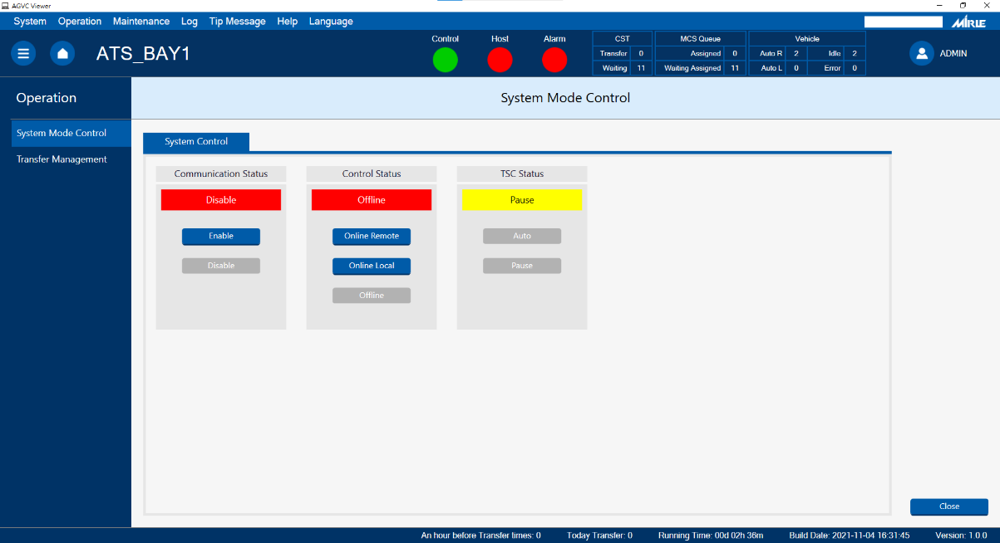 AGVC Viewer
System Operation Maintenance Log Tip Message Help Language
MIRLE
ATS_BAY1
Control Host Alarm
CST
Transfer 0
Waiting 11
MCS Queue
Assigned 0
Waiting Assigned 11
Vehicle
Auto R 2 Idle 2
Auto L 0 Error 0
ADMIN
Operation
System Mode Control
Transfer Management
System Mode Control
System Control
Communication Status
Disable
Enable
Disable
Control Status
Offline
Online Remote
Online Local
Offline
TSC Status
Pause
Auto
Pause
Close
An hour before Transfer times: 0 Today Transfer: 0 Running Time: 00d 02h 36m Build Date: 2021-11-04 16:31:45 Version: 1.0.0